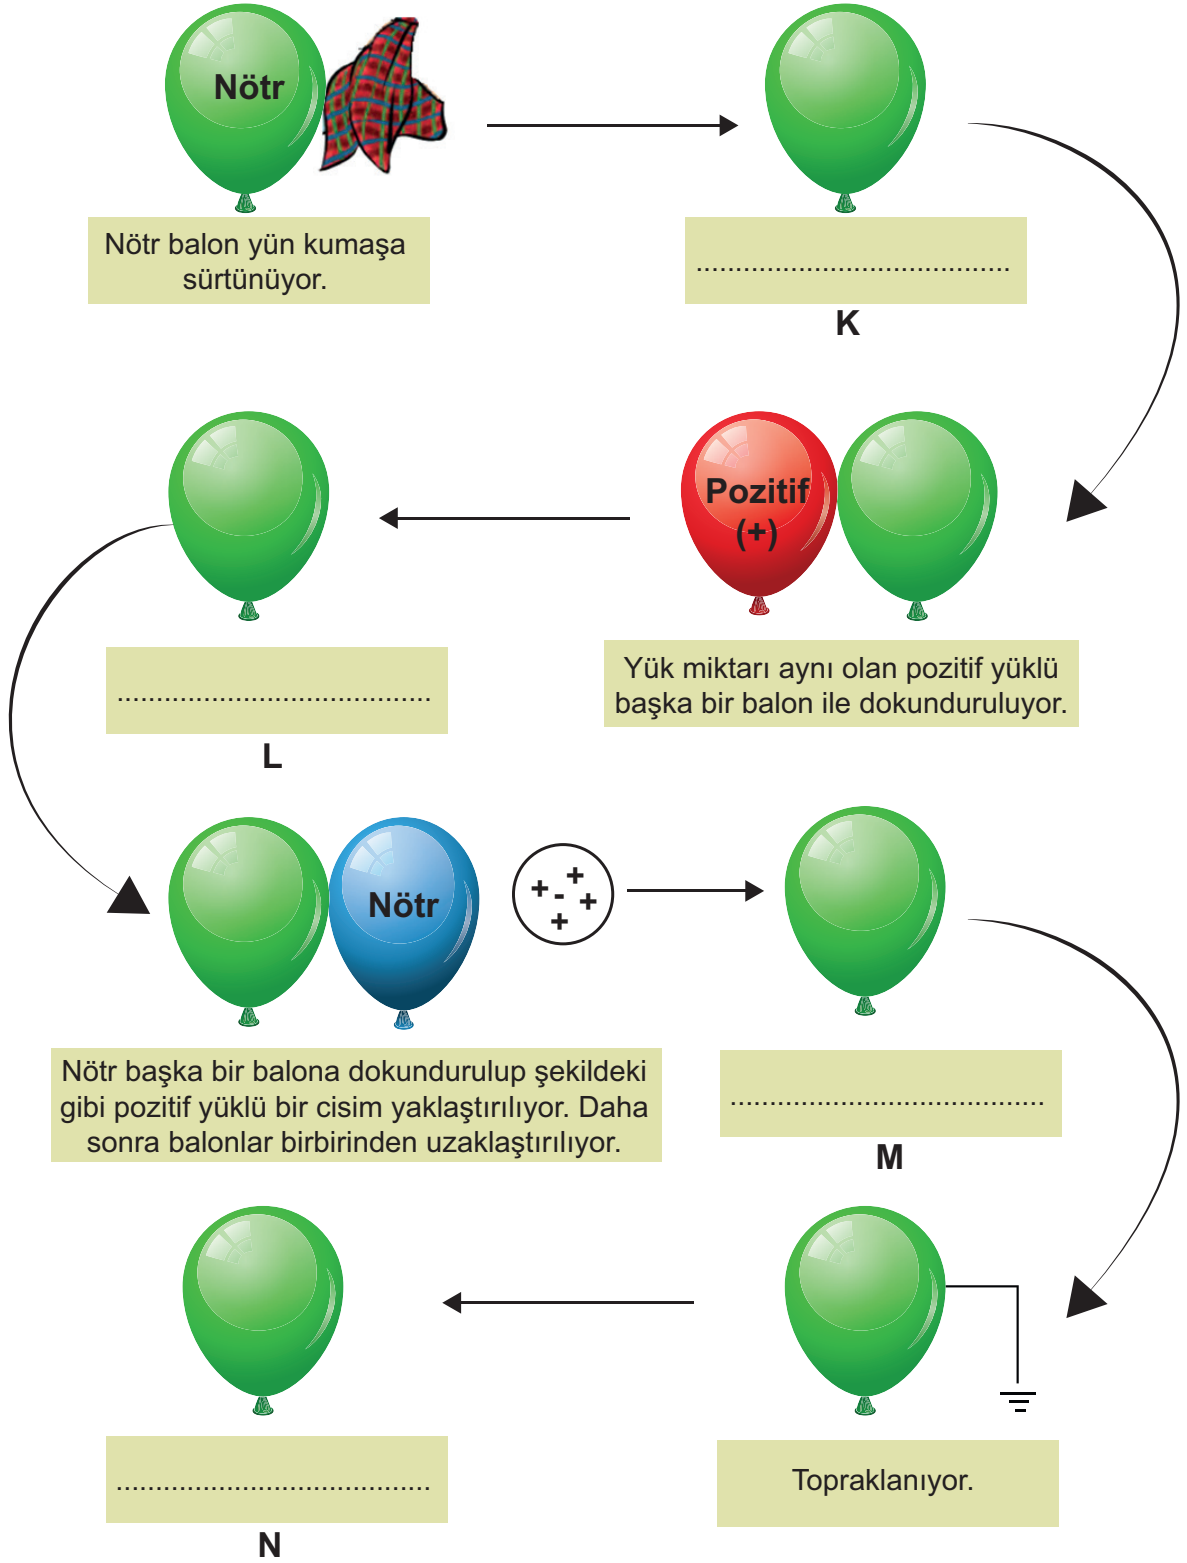 Nötr
Nötr balon yün kumaşa
sürtünüyor.
........................................
K
Pozitif
(+)
Yük miktarı aynı olan pozitif yüklü
başka bir balon ile dokunduruluyor.
........................................
L
Nötr
+ - + + +
Nötr başka bir balona dokundurulup şekildeki
gibi pozitif yüklü bir cisim yaklaştırılıyor. Daha
sonra balonlar birbirinden uzaklaştırılıyor.
........................................
M
Topraklanıyor.
........................................
N